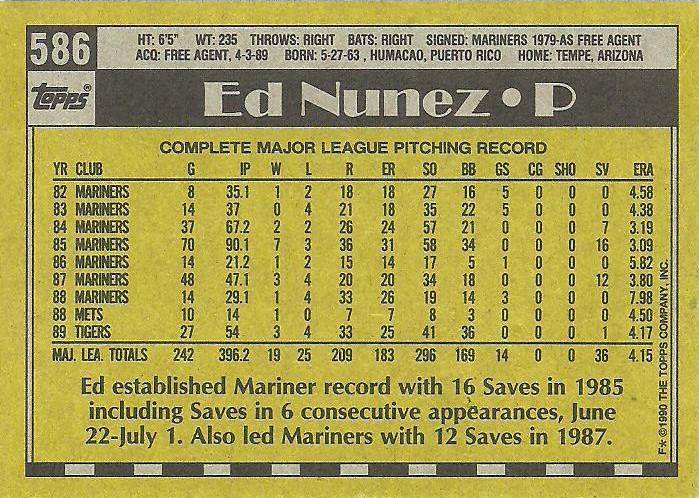 586
HT: 6'5" WT: 235 THROWS: RIGHT BATS: RIGHT SIGNED: MARINERS 1979-AS FREE AGENT
ACQ: FREE AGENT, 4-3-89 BORN: 5-27-63 , HUMACAO, PUERTO RICO HOME: TEMPE, ARIZONA
TOPPS®
Ed Nunez • P
COMPLETE MAJOR LEAGUE PITCHING RECORD
YR CLUB G IP W L R ER SO BB GS CG SHO SV ERA
82 MARINERS 8 35.1 1 2 18 18 27 16 5 0 0 0 4.58
83 MARINERS 14 37 0 4 21 18 35 22 5 0 0 0 4.38
84 MARINERS 37 67.2 2 2 26 24 57 21 0 0 0 7 3.19
85 MARINERS 70 90.1 7 3 36 31 58 34 0 0 0 16 3.09
86 MARINERS 14 21.2 1 2 15 14 17 5 1 0 0 0 5.82
87 MARINERS 48 47.1 3 4 20 20 34 18 0 0 0 12 3.80
88 MARINERS 14 29.1 1 4 33 26 19 14 3 0 0 0 7.98
88 METS 10 14 1 0 7 7 8 3 0 0 0 0 4.50
89 TIGERS 27 54 3 4 33 25 41 36 0 0 0 1 4.17
MAJ. LEA. TOTALS 242 396.2 19 25 209 183 296 169 14 0 0 36 4.15
Ed established Mariner record with 16 Saves in 1985
including Saves in 6 consecutive appearances, June
22-July 1. Also led Mariners with 12 Saves in 1987.
F* ©1990 THE TOPPS COMPANY, INC.